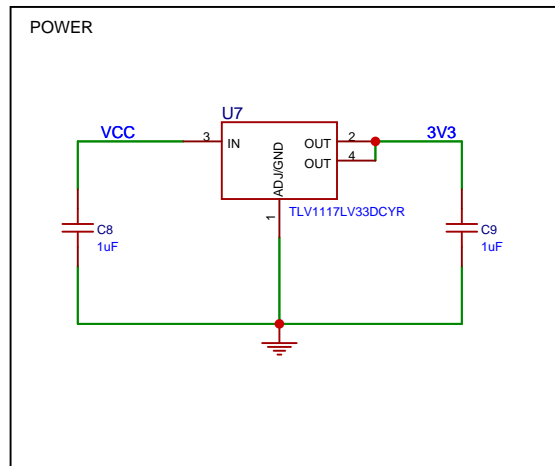 POWER
U7
VCC
3
IN
OUT
2
3V3
OUT
4
ADJ/GND
1
TLV1117LV33DCYR
C8
1uF
C9
1uF